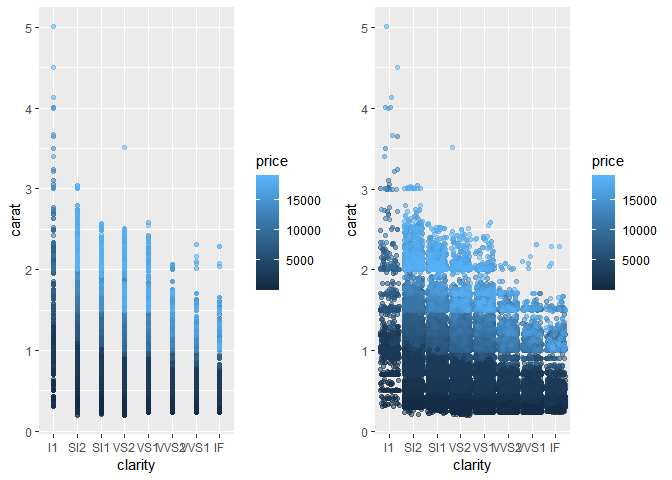 5
4
3
2
1
0
carat
I1 SI2 SI1 VS2 VS1 VVS2 VVS1 IF
clarity
price
15000
10000
5000
5
4
3
2
1
0
carat
I1 SI2 SI1 VS2 VS1 VVS2 VVS1 IF
clarity
price
15000
10000
5000